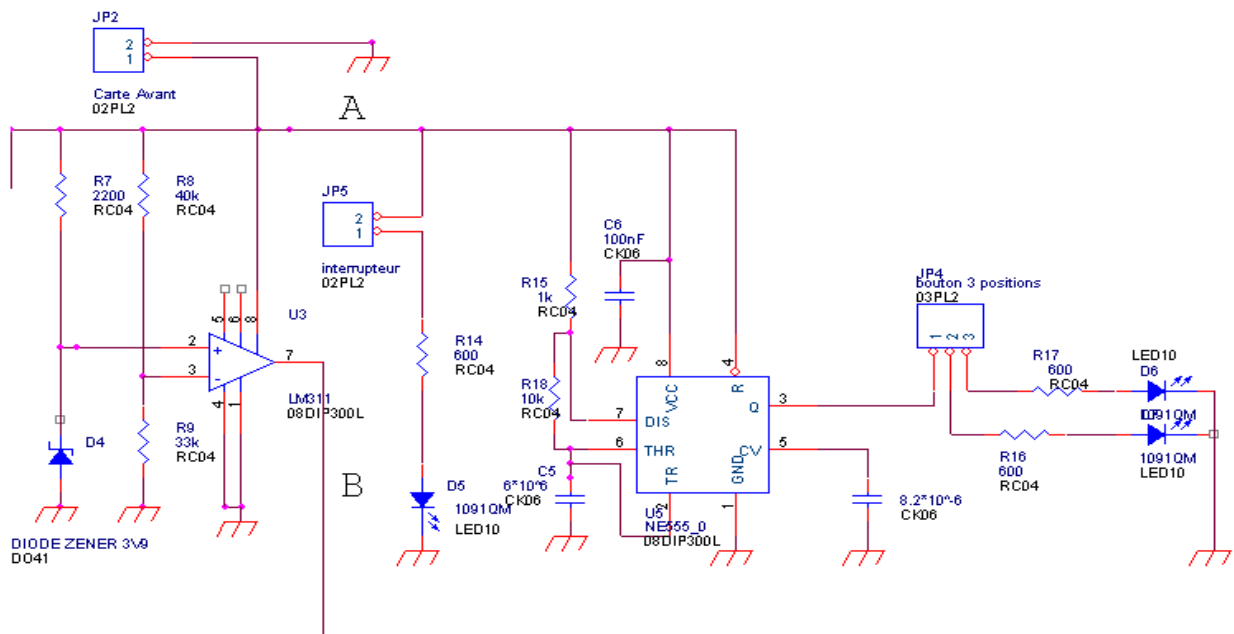 JP2
2
1
Carte Avant
02PL2
A
R7
2200
RC04
R8
40k
RC04
JP5
2
1
interrupteur
02PL2
C6
100nF
CK06
R15
1k
RC04
JP4
bouton 3 positions
03PL2
1 2 3
U3
5 6 8
2
+
3
-
7
4 1
LM311
08DIP300L
R14
600
RC04
R18
10k
RC04
8
4
VCC
R
Q
3
7
DIS
6
THR
5
CV
TR
GND
2
1
U5
NE555_0
08DIP300L
R17
600
RC04
LED10
D6
1091QM
R16
600
RC04
1091QM
LED10
D4
R9
33k
RC04
B
D5
1091QM
LED10
C5
6*10^6
CK06
8.2*10^-6
CK06
DIODE ZENER 3V9
DO41